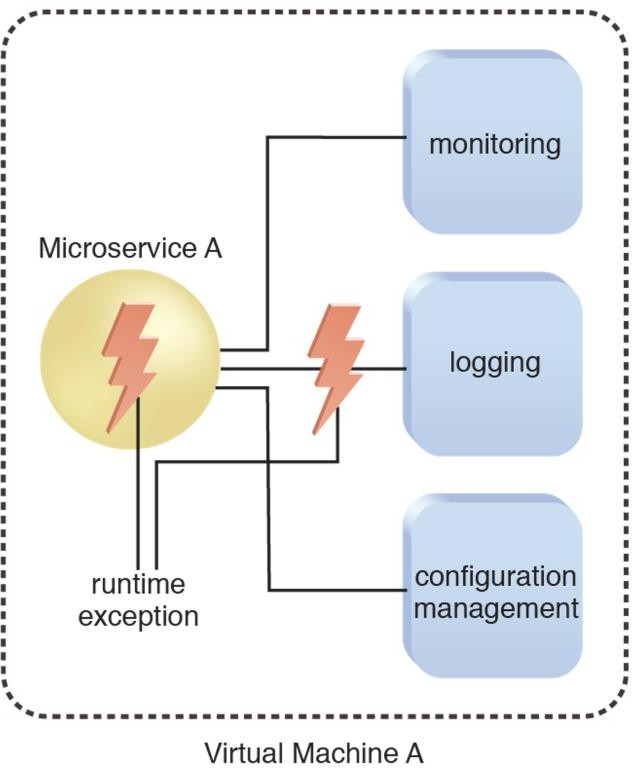 monitoring
Microservice A
logging
runtime
exception
configuration
management
Virtual Machine A